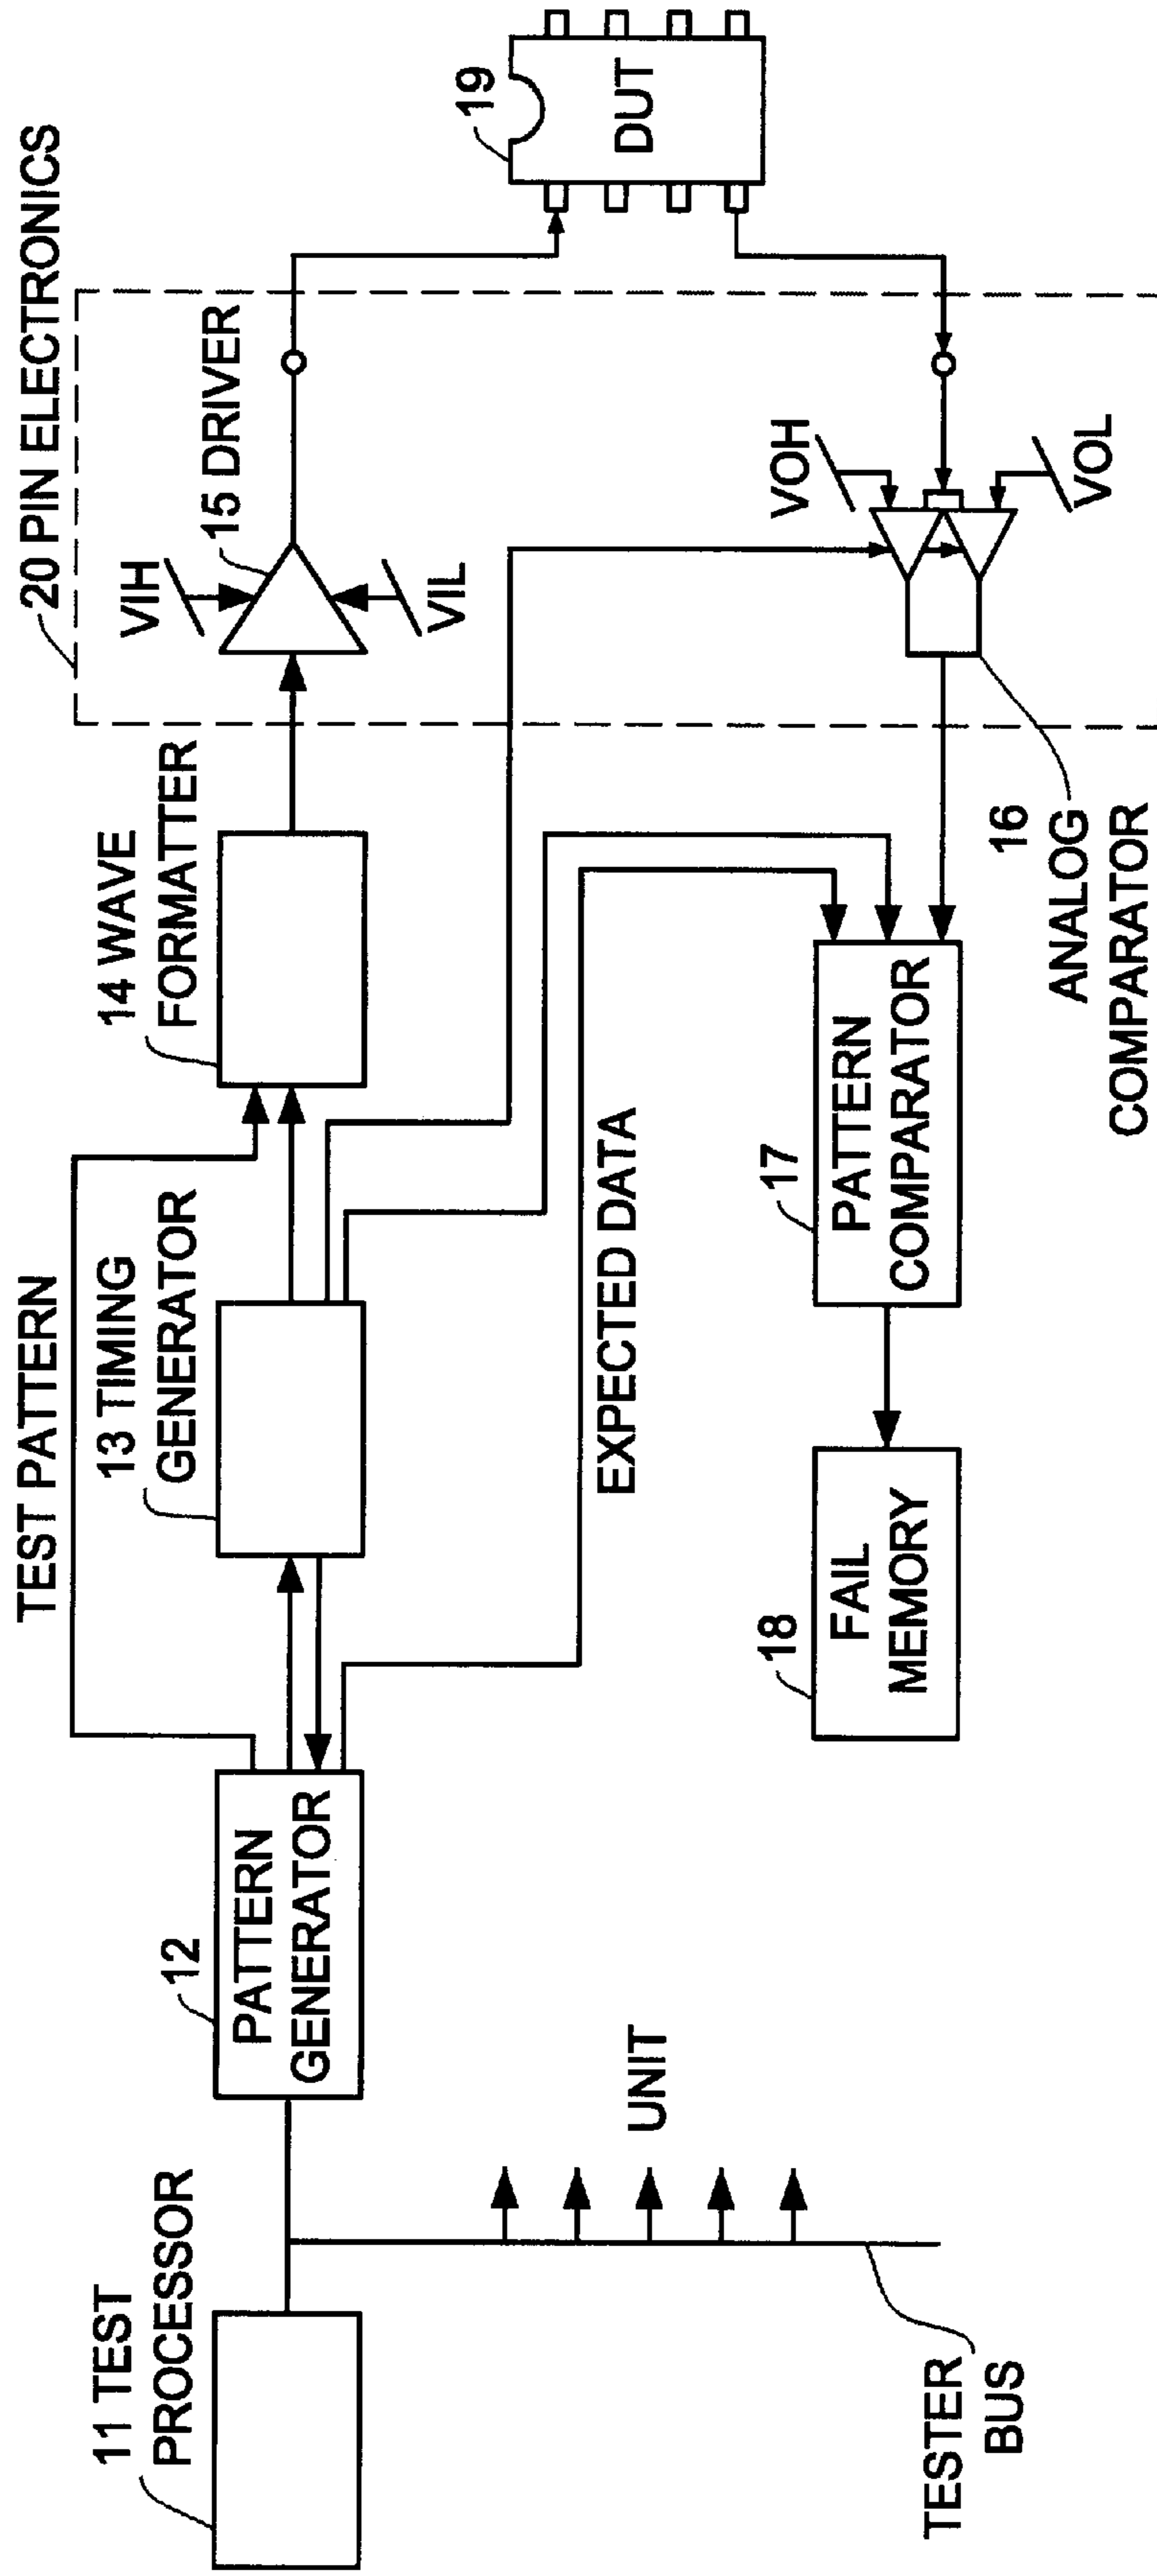 11 TEST
PROCESSOR
TESTER
BUS
UNIT
12
PATTERN
GENERATOR
TEST PATTERN
13 TIMING
GENERATOR
EXPECTED DATA
14 WAVE
FORMATTER
20 PIN ELECTRONICS
VIH
15 DRIVER
VIL
19
DUT
VOH
VOL
16
ANALOG
COMPARATOR
17
PATTERN
COMPARATOR
18
FAIL
MEMORY